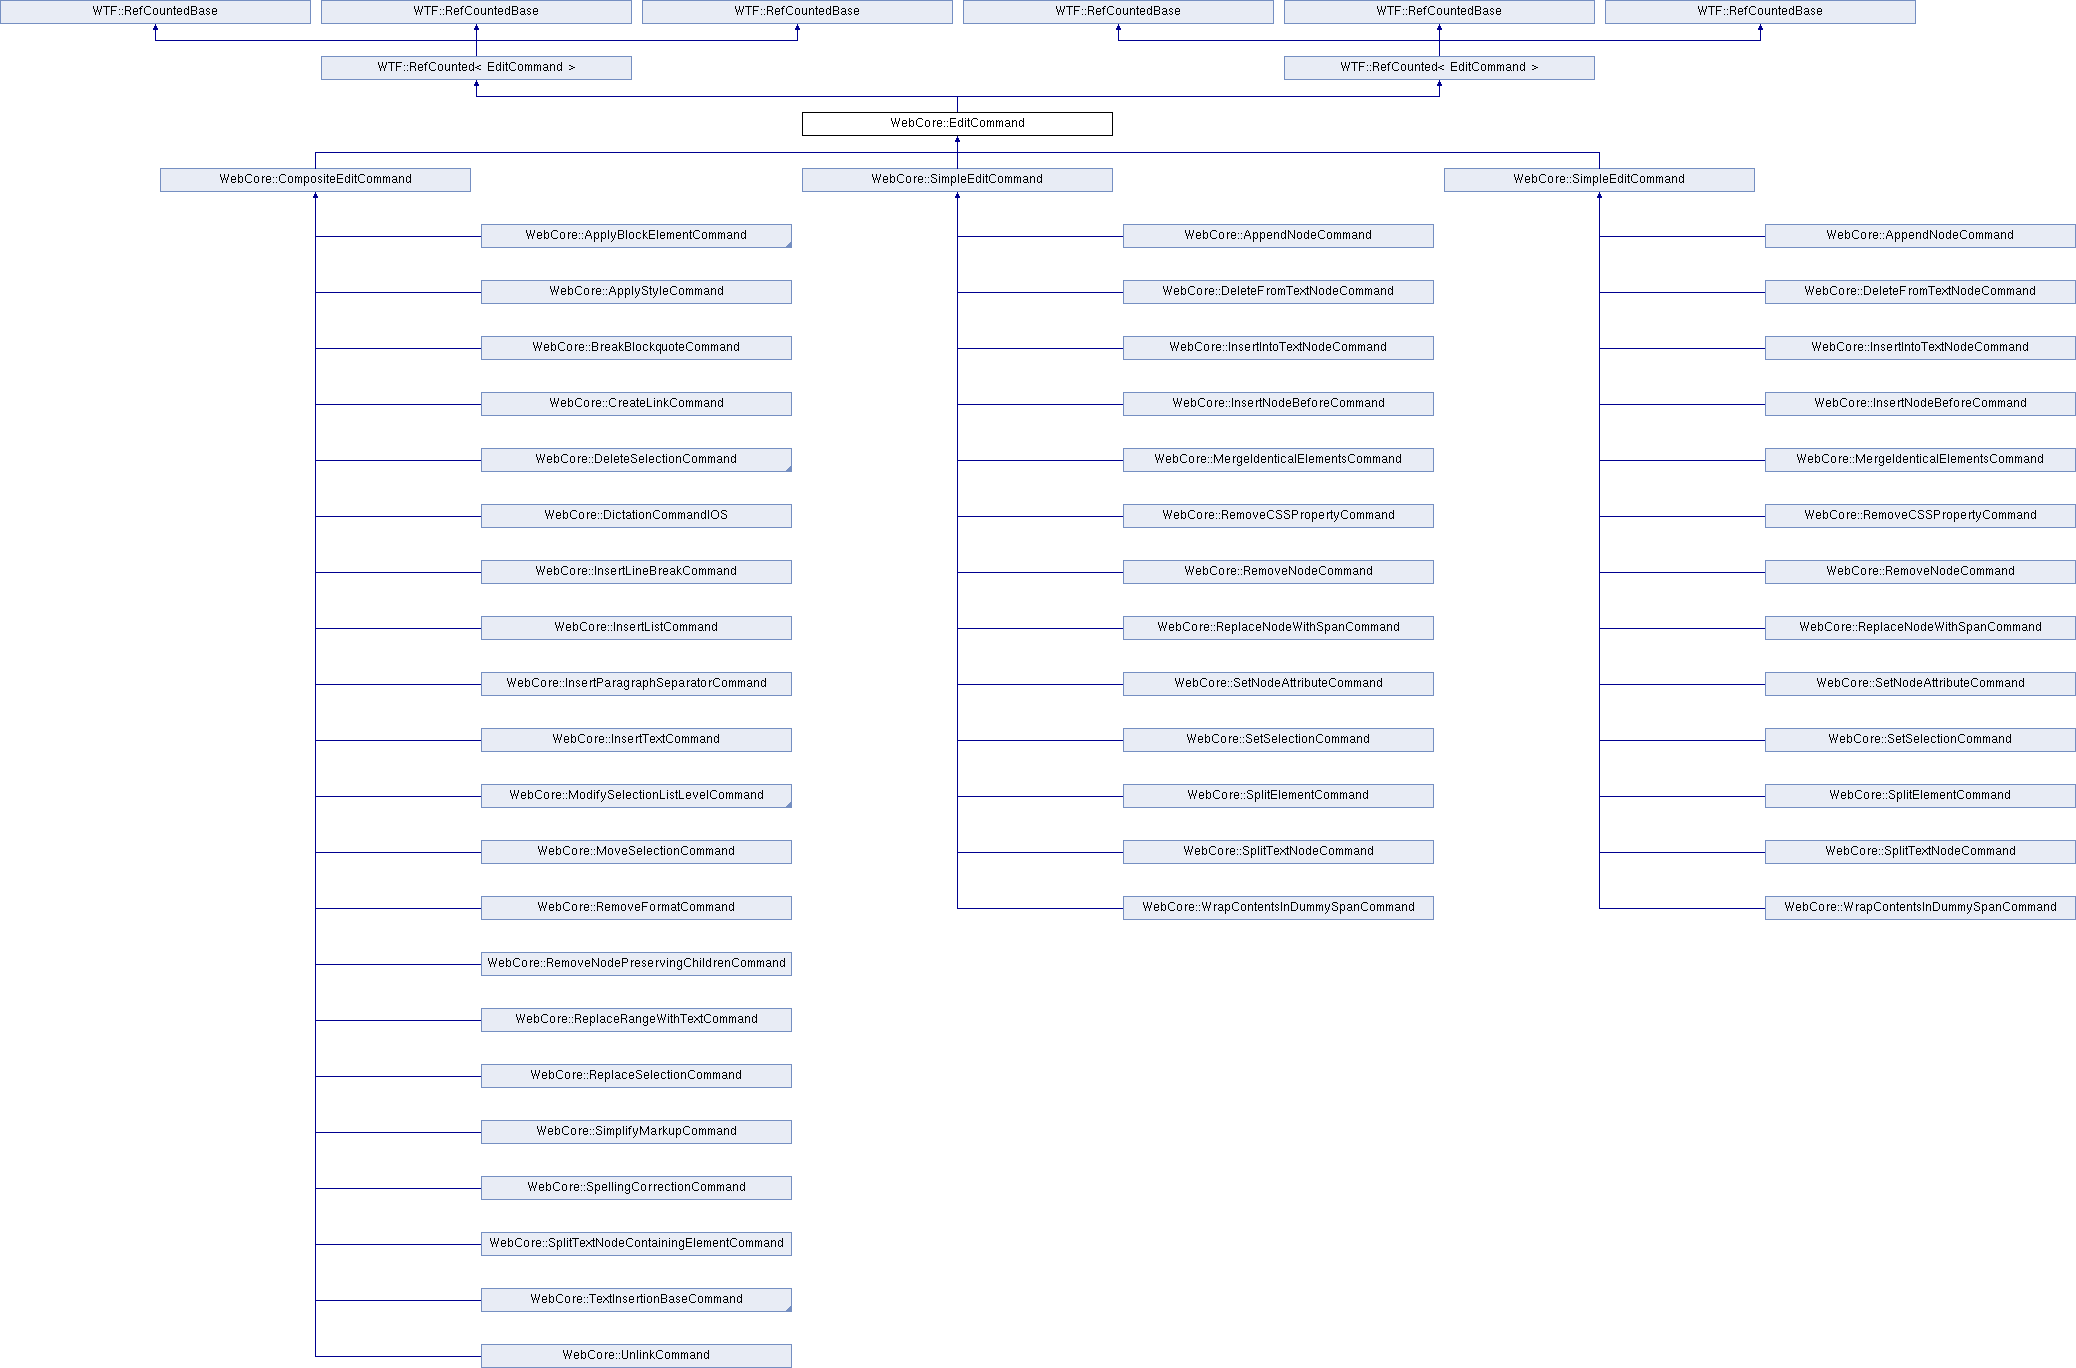 WTF::RefCountedBase
WTF::RefCountedBase
WTF::RefCountedBase
WTF::RefCountedBase
WTF::RefCountedBase
WTF::RefCountedBase
WTF::RefCounted< EditCommand >
WTF::RefCounted< EditCommand >
WebCore::EditCommand
WebCore::CompositeEditCommand
WebCore::SimpleEditCommand
WebCore::SimpleEditCommand
WebCore::ApplyBlockElementCommand
WebCore::AppendNodeCommand
WebCore::AppendNodeCommand
WebCore::ApplyStyleCommand
WebCore::DeleteFromTextNodeCommand
WebCore::DeleteFromTextNodeCommand
WebCore::BreakBlockquoteCommand
WebCore::InsertIntoTextNodeCommand
WebCore::InsertIntoTextNodeCommand
WebCore::CreateLinkCommand
WebCore::InsertNodeBeforeCommand
WebCore::InsertNodeBeforeCommand
WebCore::DeleteSelectionCommand
WebCore::MergeIdenticalElementsCommand
WebCore::MergeIdenticalElementsCommand
WebCore::DictationCommandIOS
WebCore::RemoveCSSPropertyCommand
WebCore::RemoveCSSPropertyCommand
WebCore::InsertLineBreakCommand
WebCore::RemoveNodeCommand
WebCore::RemoveNodeCommand
WebCore::InsertListCommand
WebCore::ReplaceNodeWithSpanCommand
WebCore::ReplaceNodeWithSpanCommand
WebCore::InsertParagraphSeparatorCommand
WebCore::SetNodeAttributeCommand
WebCore::SetNodeAttributeCommand
WebCore::InsertTextCommand
WebCore::SetSelectionCommand
WebCore::SetSelectionCommand
WebCore::ModifySelectionListLevelCommand
WebCore::SplitElementCommand
WebCore::SplitElementCommand
WebCore::MoveSelectionCommand
WebCore::SplitTextNodeCommand
WebCore::SplitTextNodeCommand
WebCore::RemoveFormatCommand
WebCore::WrapContentsInDummySpanCommand
WebCore::WrapContentsInDummySpanCommand
WebCore::RemoveNodePreservingChildrenCommand
WebCore::ReplaceRangeWithTextCommand
WebCore::ReplaceSelectionCommand
WebCore::SimplifyMarkupCommand
WebCore::SpellingCorrectionCommand
WebCore::SplitTextNodeContainingElementCommand
WebCore::TextInsertionBaseCommand
WebCore::UnlinkCommand